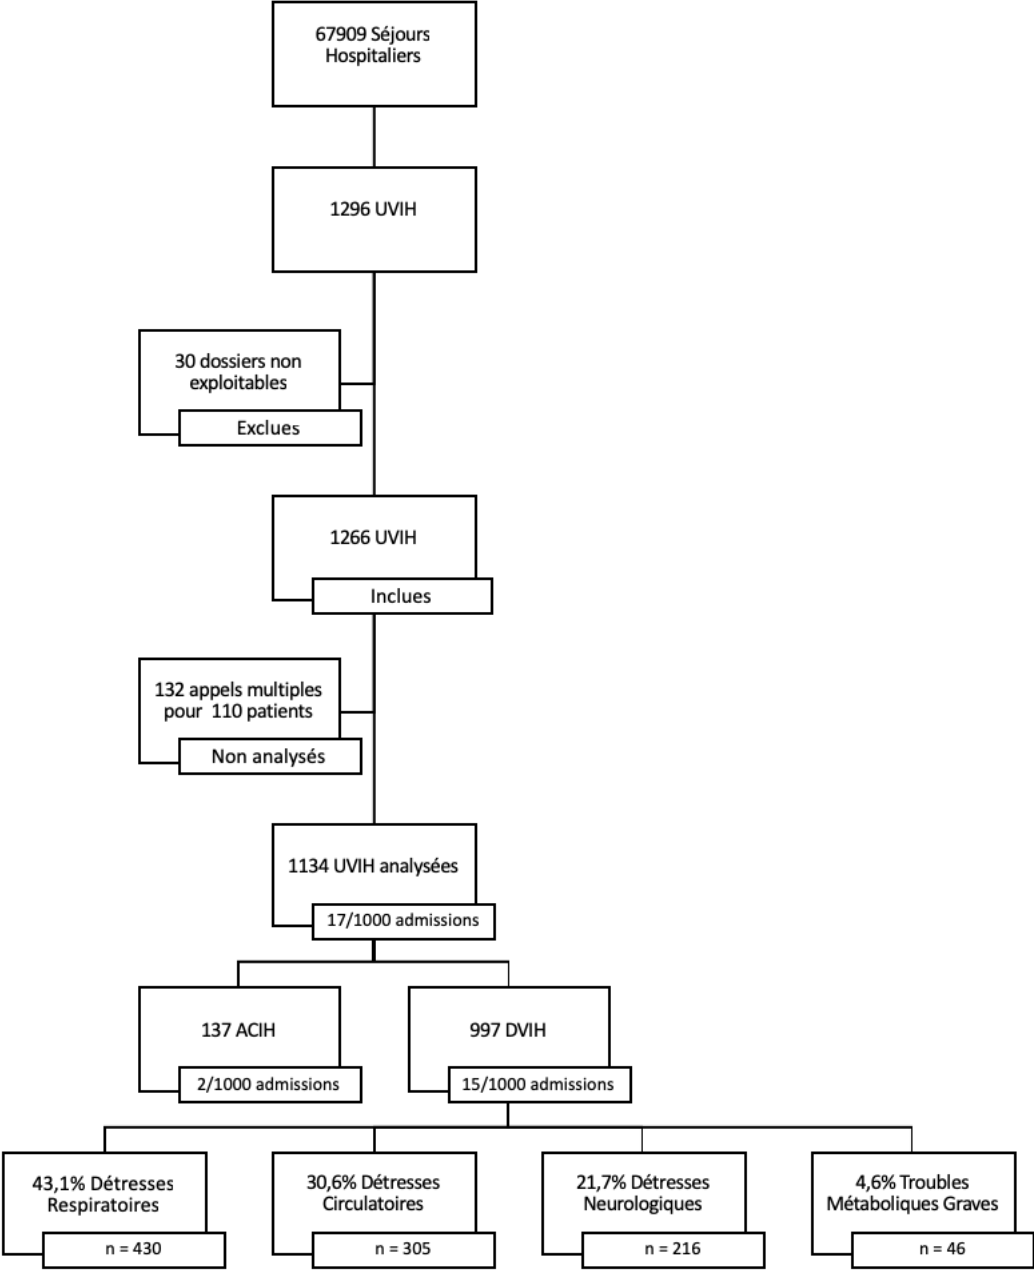 67909 Séjours
Hospitaliers
1296 UVIH
30 dossiers non
exploitables
Exclues
1266 UVIH
Inclues
132 appels multiples
pour 110 patients
Non analysés
1134 UVIH analysées
17/1000 admissions
137 ACIH
2/1000 admissions
997 DVIH
15/1000 admissions
43,1% Détresses
Respiratoires
n = 430
30,6% Détresses
Circulatoires
n = 305
21,7% Détresses
Neurologiques
n = 216
4,6% Troubles
Métaboliques Graves
n = 46